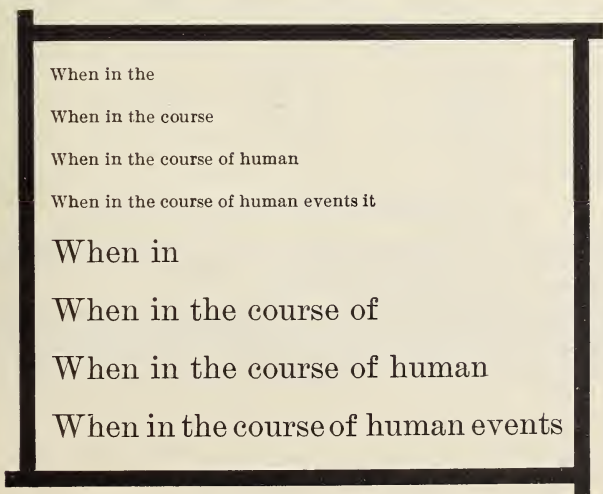 When in the
When in the course
When in the course of human
When in the course of human events it
When in
When in the course of
When in the course of human
When in the course of human events